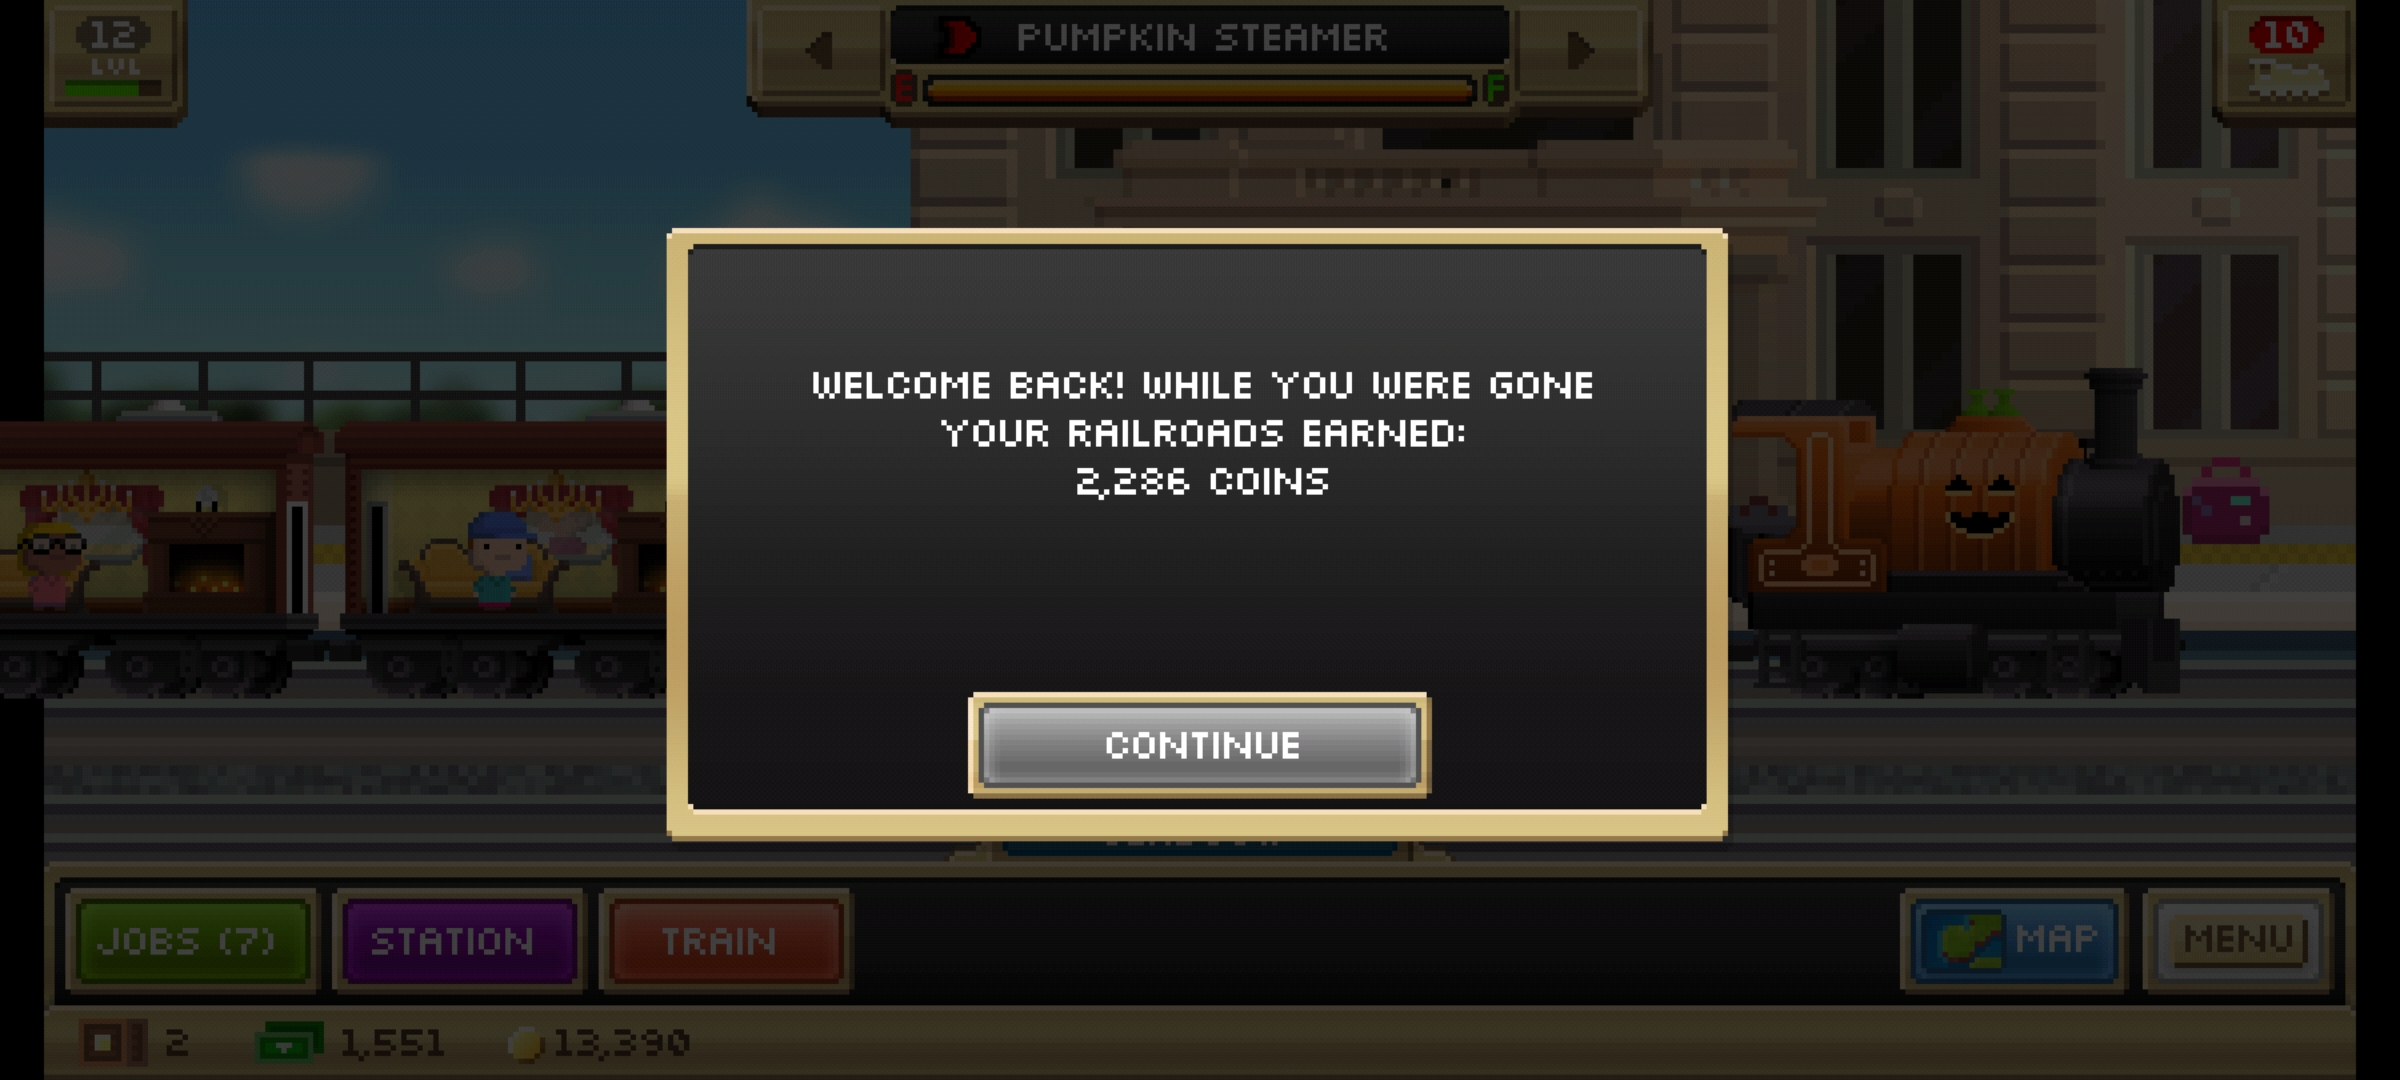 12
LVL
PUMPKIN STEAMER
E F
10
WELCOME BACK! WHILE YOU WERE GONE
YOUR RAILROADS EARNED:
2,286 COINS
CONTINUE
JOBS (7)
STATION
TRAIN
MAP
MENU
2
1,551
13,390